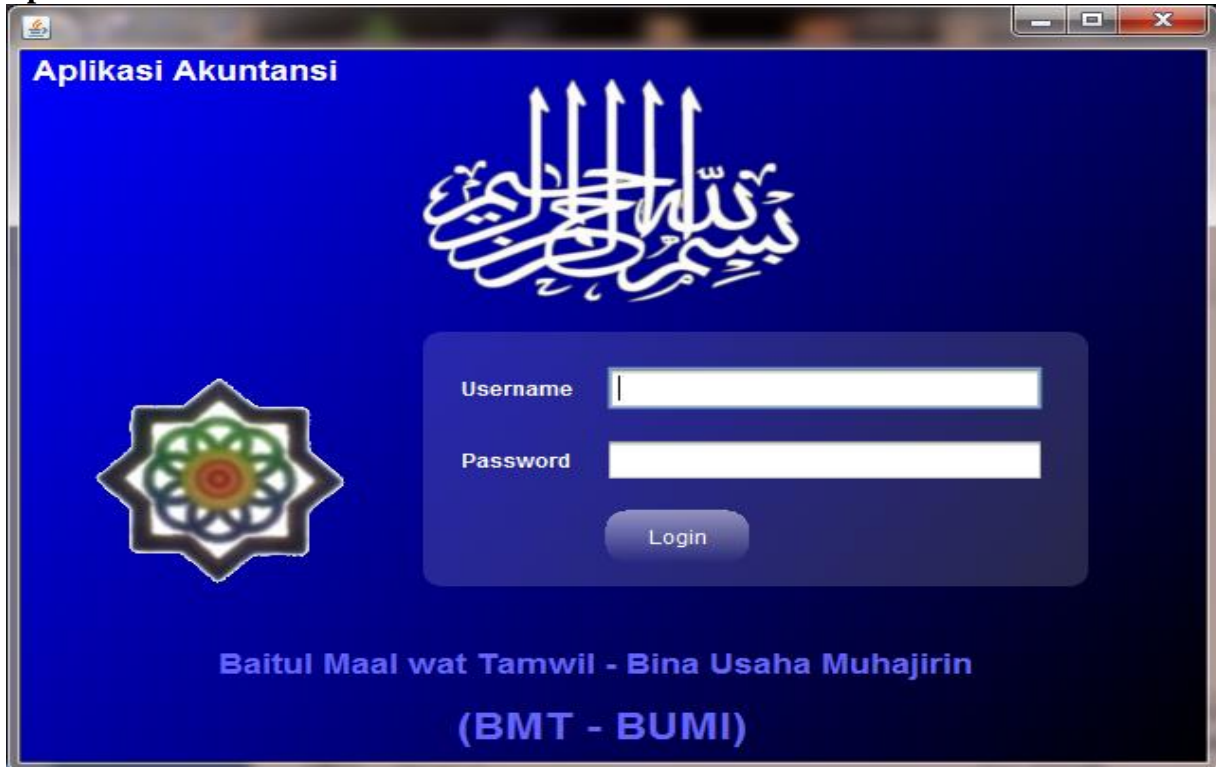 Aplikasi Akuntansi
بسم الله الرحمن الرحيم
Username
Password
Login
Baitul Maal wat Tamwil - Bina Usaha Muhajirin
(BMT - BUMI)